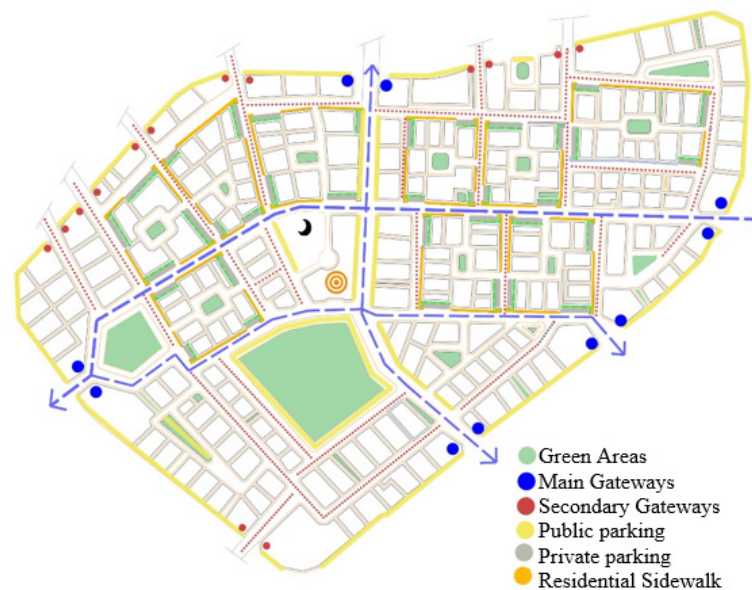 Green Areas
Main Gateways
Secondary Gateways
Public parking
Private parking
Residential Sidewalk